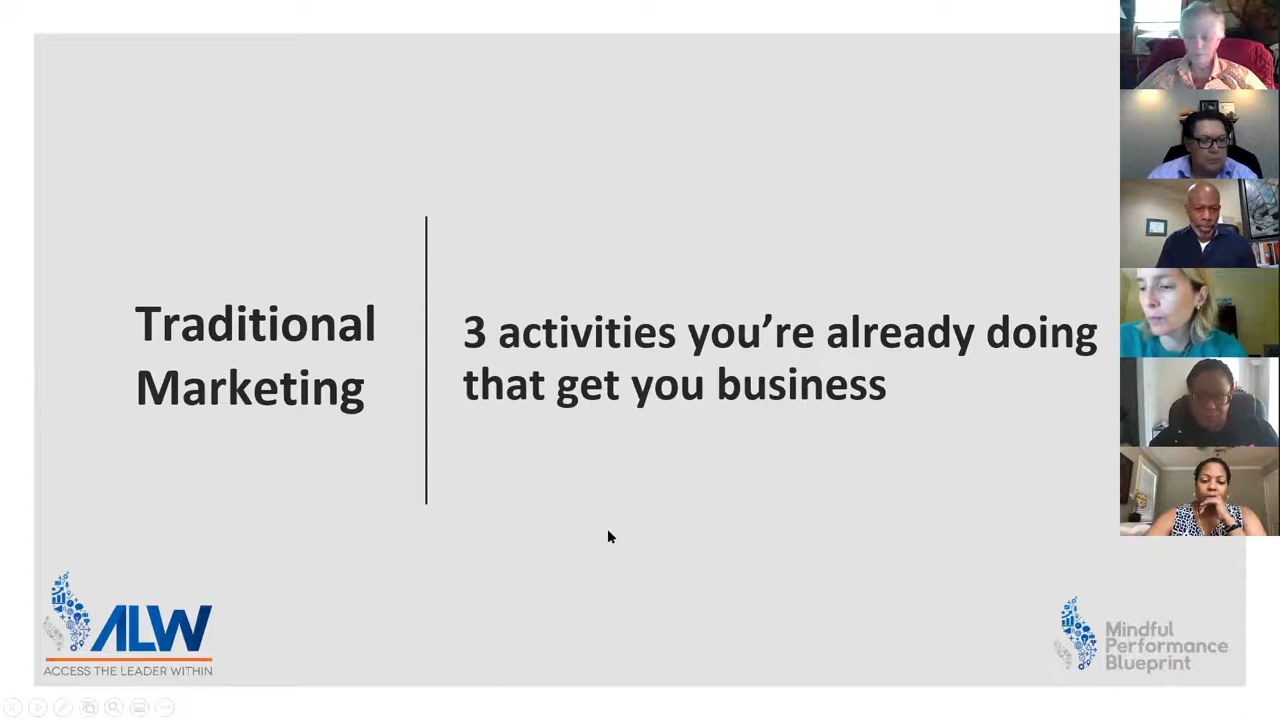 Traditional
Marketing
3 activities you’re already doing
that get you business
ALW
ACCESS THE LEADER WITHIN
Mindful
Performance
Blueprint